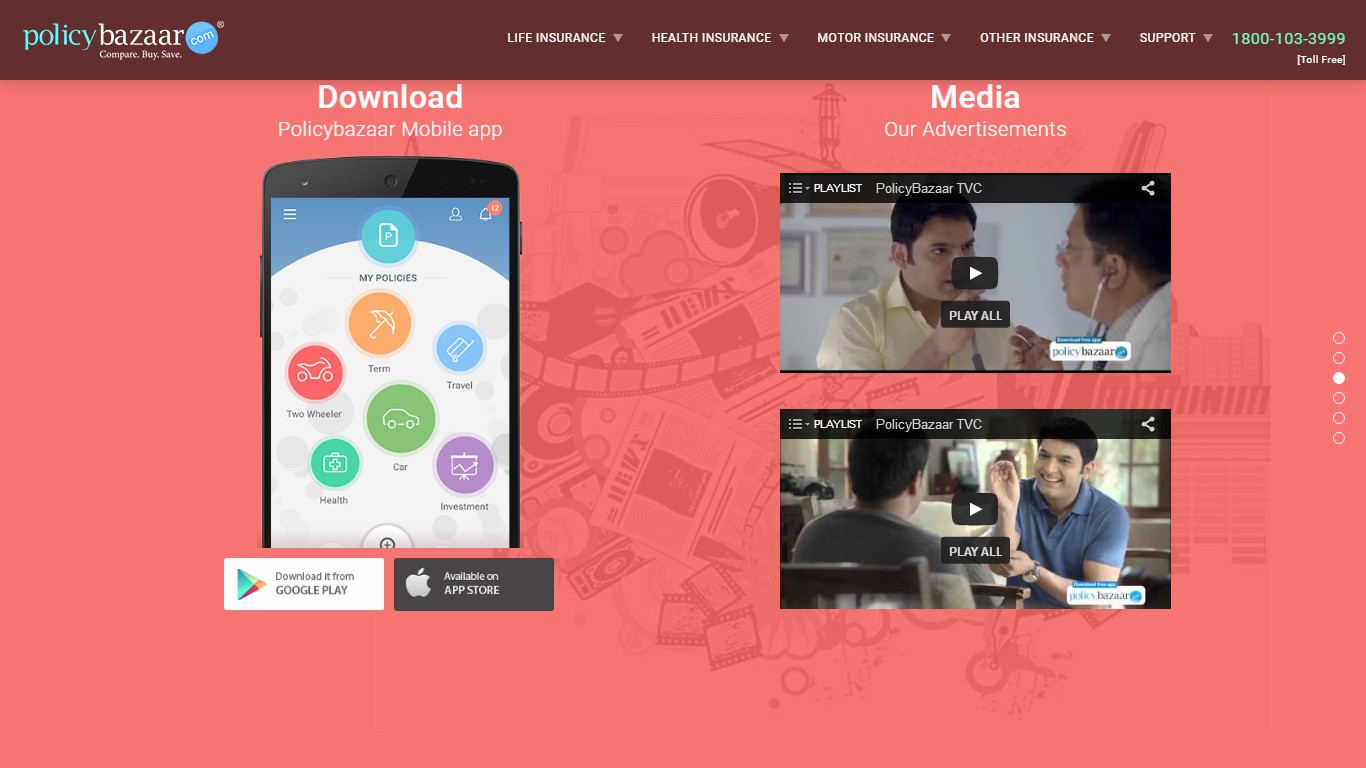 policybazaar.com®
Compare. Buy. Save.
LIFE INSURANCE
HEALTH INSURANCE
MOTOR INSURANCE
OTHER INSURANCE
SUPPORT
1800-103-3999
[Toll Free]
Download
Policybazaar Mobile app
12
P
MY POLICIES
Term
Travel
Two Wheeler
Car
Health
Investment
Download it from
GOOGLE PLAY
Available on
APP STORE
Media
Our Advertisements
PLAYLIST PolicyBazaar TVC
PLAY ALL
Download free app
policybazaar
PLAYLIST PolicyBazaar TVC
PLAY ALL
Download free app
policybazaar
NEWS
NEWS